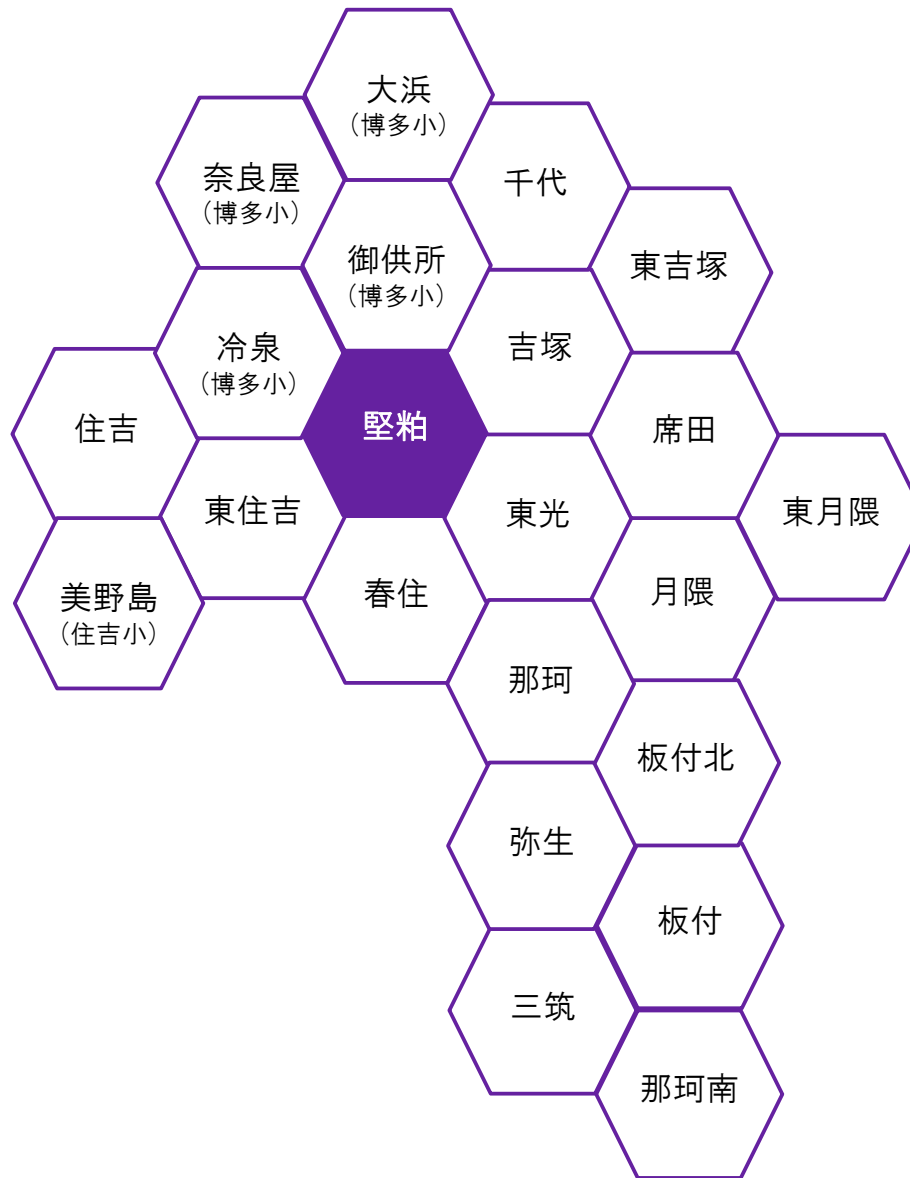 大浜
（博多小）
奈良屋
（博多小）
千代
御供所
（博多小）
東吉塚
冷泉
（博多小）
吉塚
住吉
堅粕
席田
東住吉
東光
東月隈
美野島
（住吉小）
春住
月隈
那珂
板付北
弥生
板付
三筑
那珂南